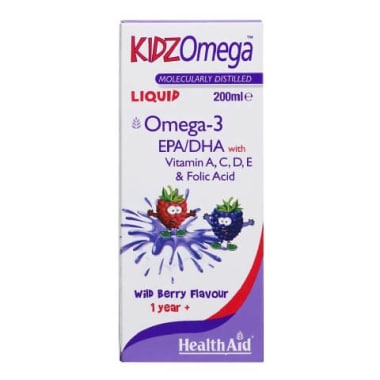 KIDZOmega™
MOLECULARLY DISTILLED
LIQUID
200ml e
Omega-3
EPA/DHA with
Vitamin A, C, D, E
& Folic Acid
Wild Berry Flavour
1 year +
HealthAid®